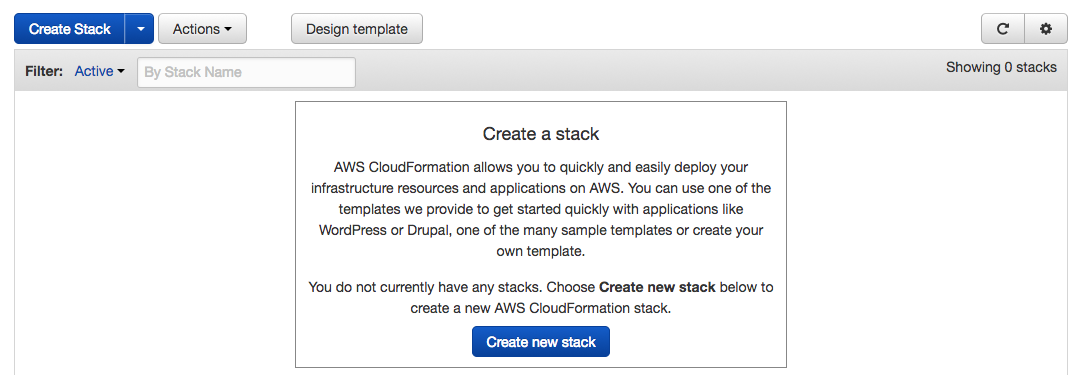 Create Stack Actions Design template
Filter: Active By Stack Name Showing 0 stacks
Create a stack
AWS CloudFormation allows you to quickly and easily deploy your
infrastructure resources and applications on AWS. You can use one of the
templates we provide to get started quickly with applications like
WordPress or Drupal, one of the many sample templates or create your
own template.
You do not currently have any stacks. Choose Create new stack below to
create a new AWS CloudFormation stack.
Create new stack